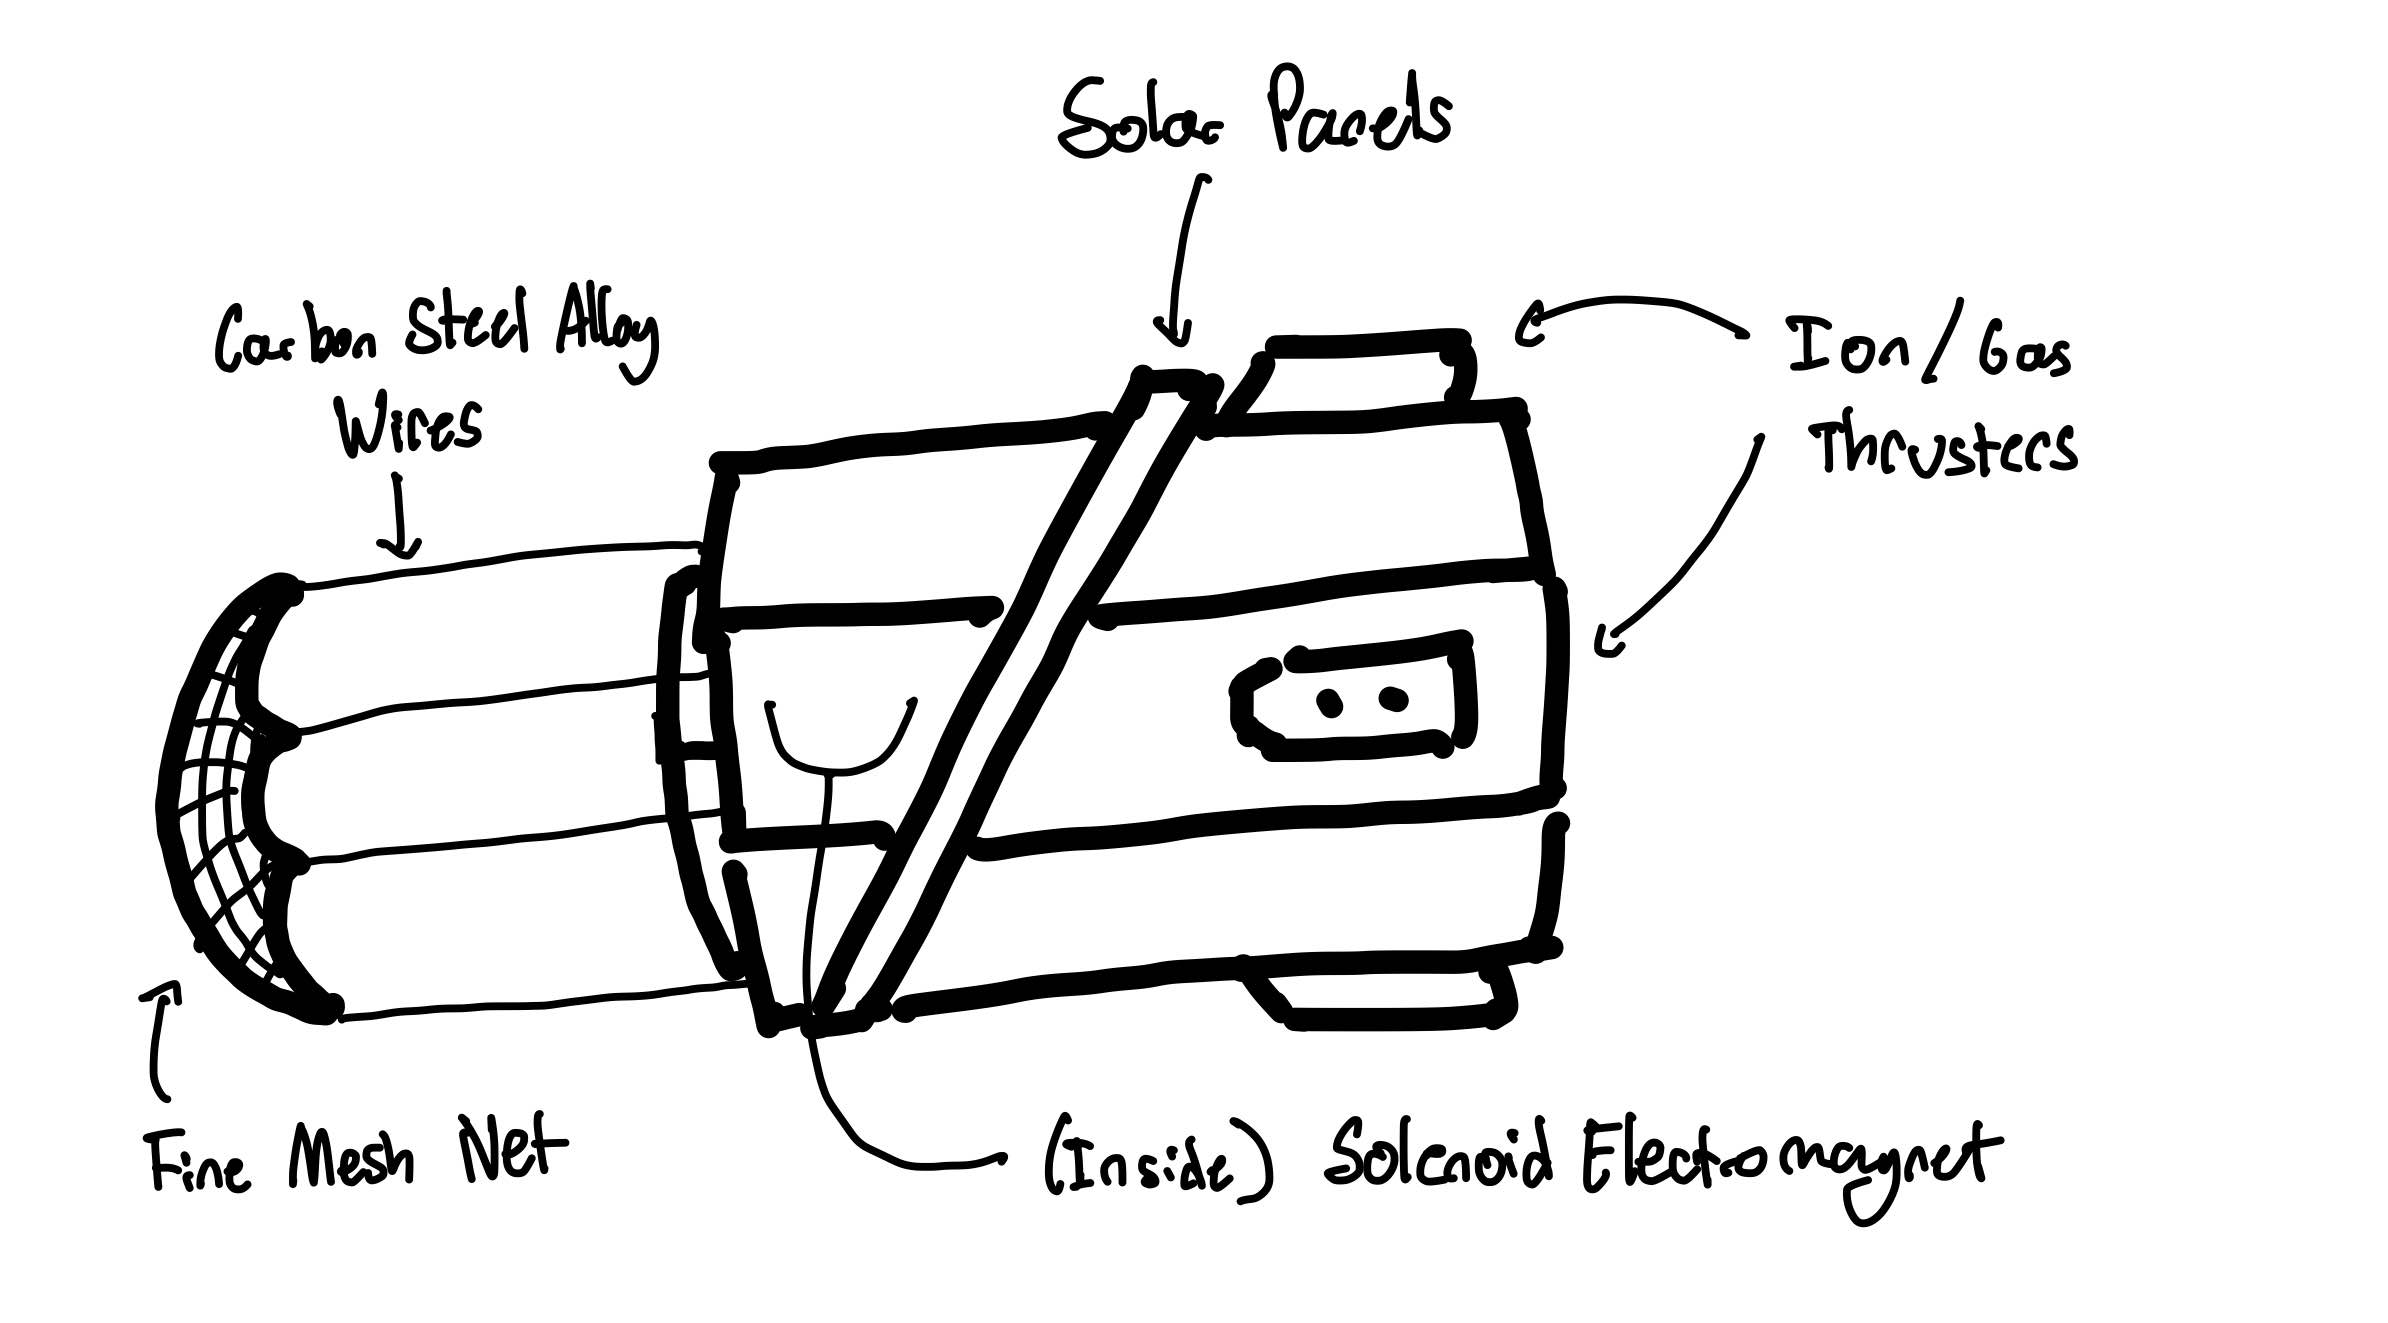 Solar Panels
Carbon Steel Alloy
Wires
Ion/Gas
Thrusters
Fine Mesh Net
(Inside) Solenoid Electromagnet